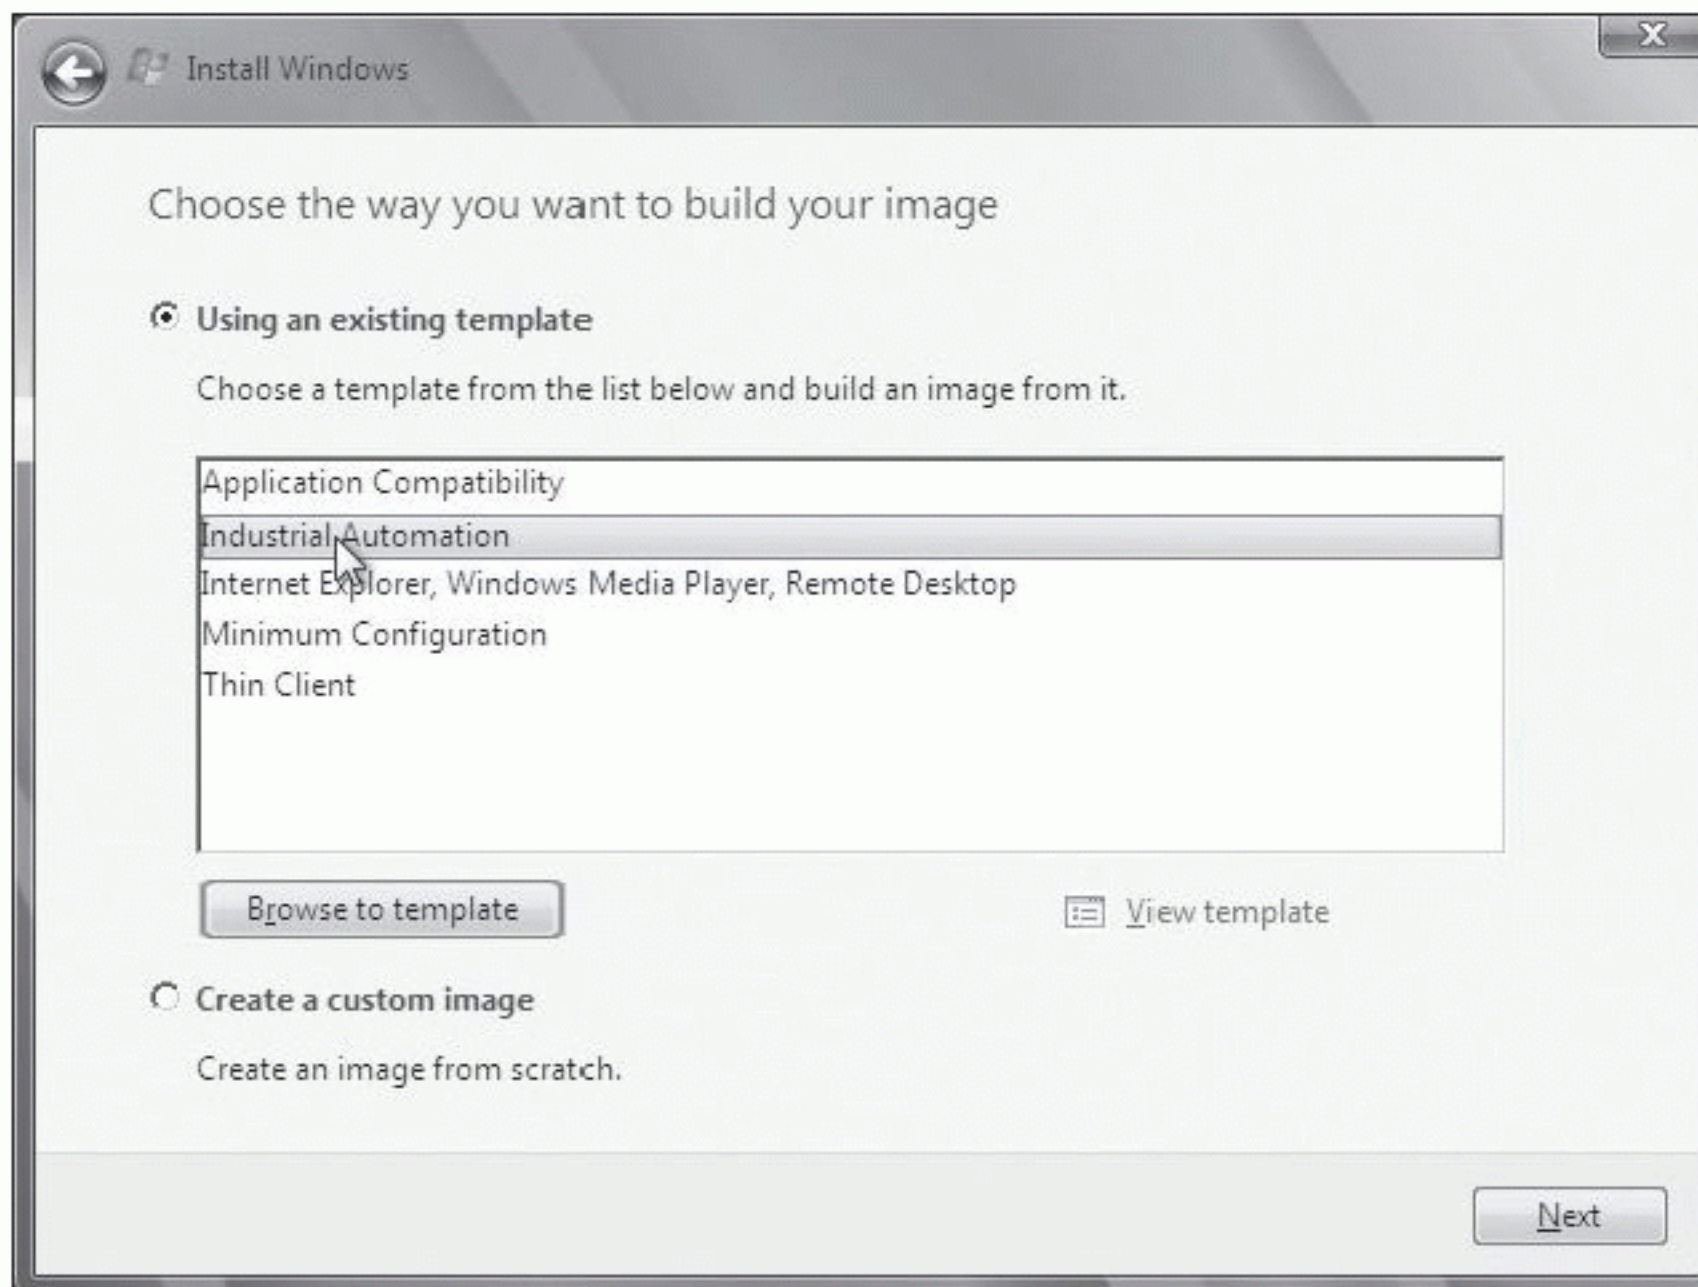 Install Windows
Choose the way you want to build your image
Using an existing template
Choose a template from the list below and build an image from it.
Application Compatibility
Industrial Automation
Internet Explorer, Windows Media Player, Remote Desktop
Minimum Configuration
Thin Client
Browse to template
View template
Create a custom image
Create an image from scratch.
Next